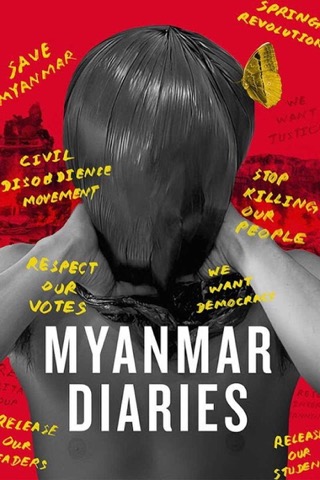 SPRING
REVOLUTION
SAVE
MYANMAR
WE
WANT
JUSTICE
CIVIL
DISOBEDIENCE
MOVEMENT
STOP
KILLING
OUR
PEOPLE
RESPECT
OUR
VOTES
WE
WANT
DEMOCRACY
MYANMAR
DIARIES
RELEASE
OUR
LEADERS
RELEASE
OUR
STUDENT